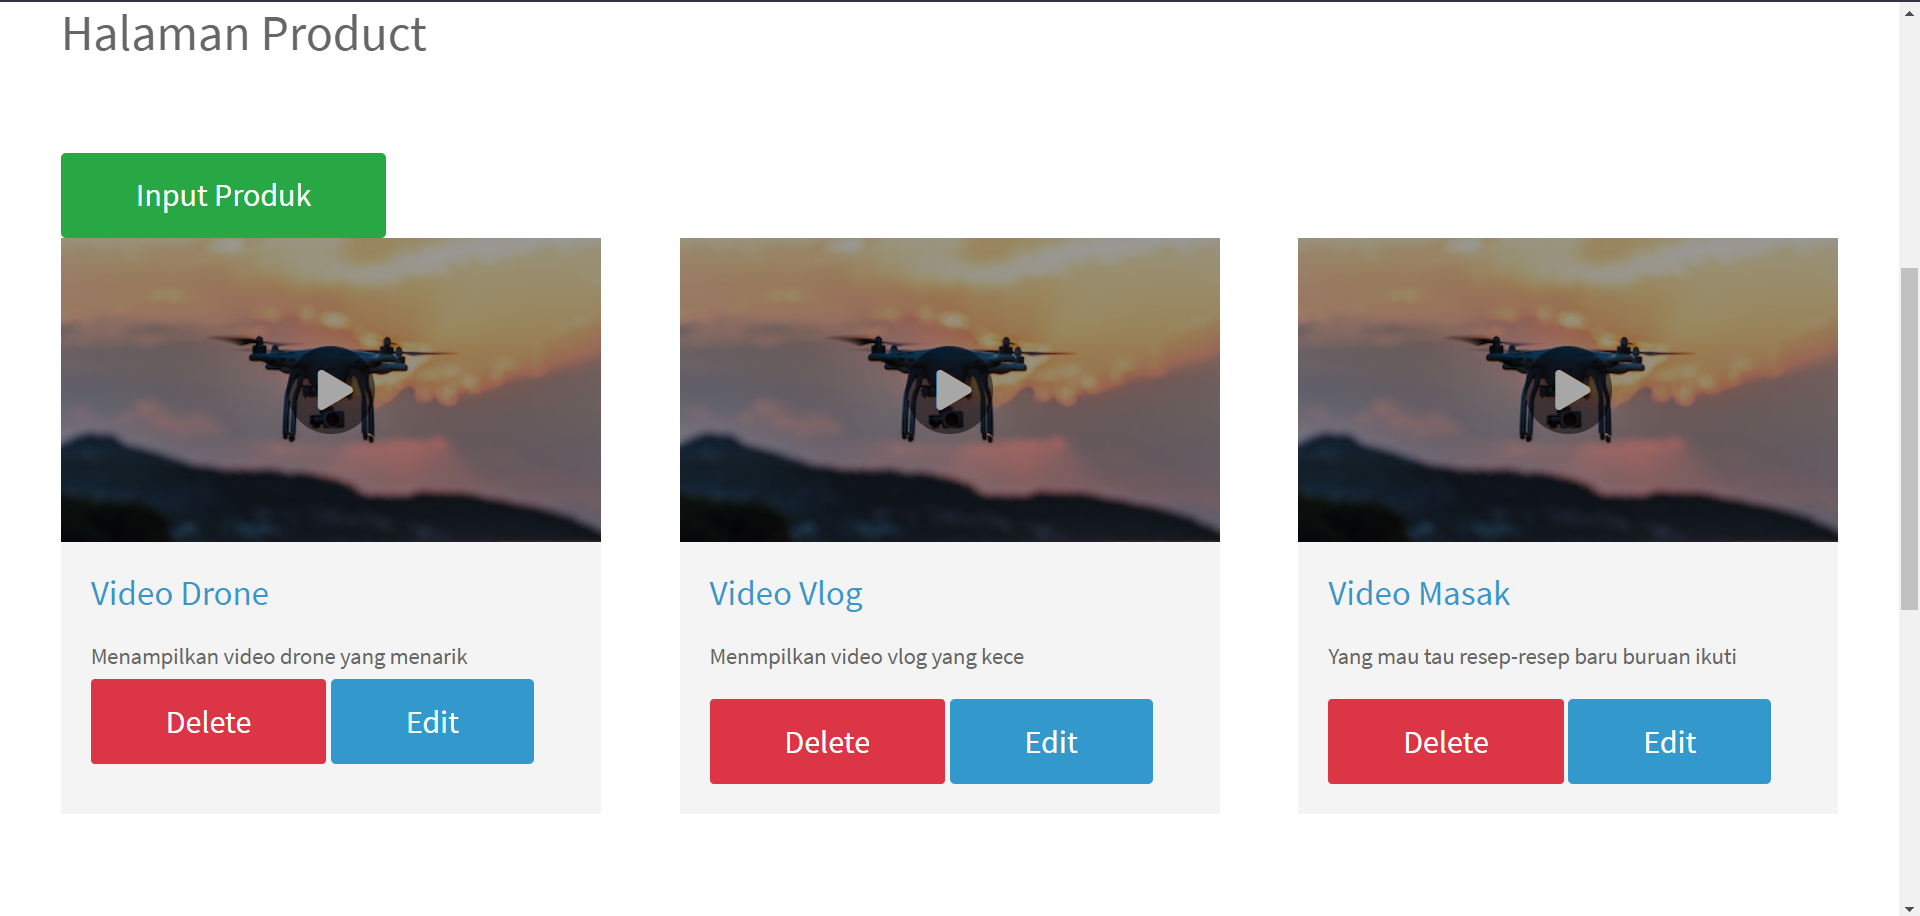 Halaman Product
Input Produk
Video Drone
Menampilkan video drone yang menarik
Delete Edit
Video Vlog
Menmpilkan video vlog yang kece
Delete Edit
Video Masak
Yang mau tau resep-resep baru buruan ikuti
Delete Edit